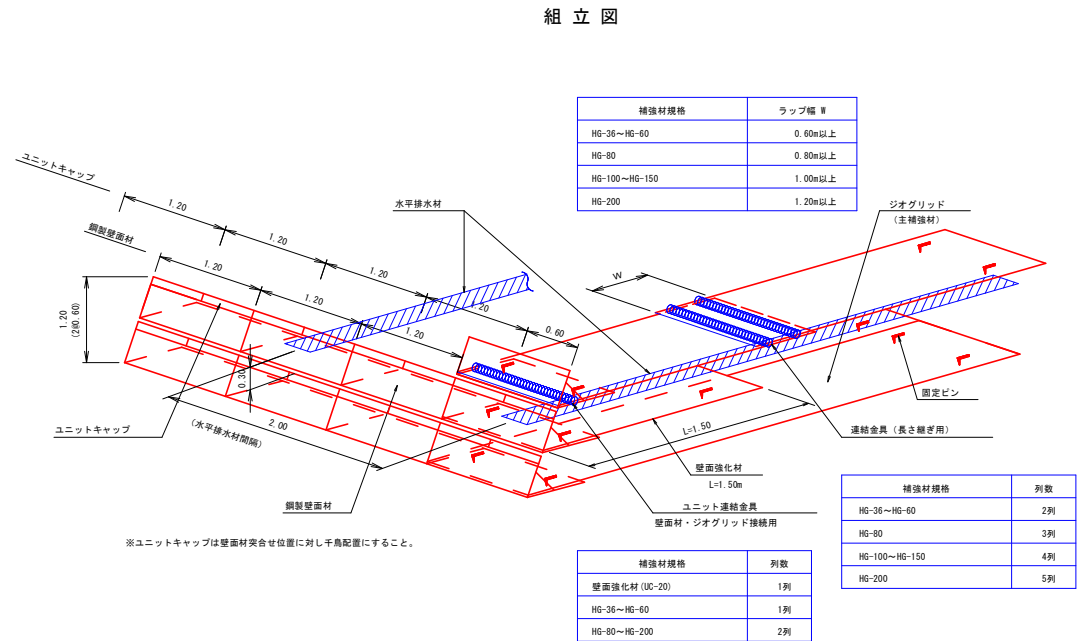 組立図
補強材規格 ラップ幅 W
HG-36～HG-60 0.60m以上
HG-80 0.80m以上
HG-100～HG-150 1.00m以上
HG-200 1.20m以上
ユニットキャップ
1.20
1.20
1.20
1.20
0.60
鋼製壁面材
1.20
1.20
1.20
水平排水材
ジオグリッド
(主補強材)
W
1.20
(2@0.60)
0.30
ユニットキャップ
2.00
(水平排水材間隔)
L=1.50
固定ピン
連結金具(長さ継ぎ用)
壁面強化材
L=1.50m
鋼製壁面材
ユニット連結金具
壁面材・ジオグリッド接続用
※ユニットキャップは壁面材突合せ位置に対し千鳥配置にすること。
補強材規格 列数
HG-36～HG-60 2列
HG-80 3列
HG-100～HG-150 4列
HG-200 5列
補強材規格 列数
壁面強化材(UC-20) 1列
HG-36～HG-60 1列
HG-80～HG-200 2列